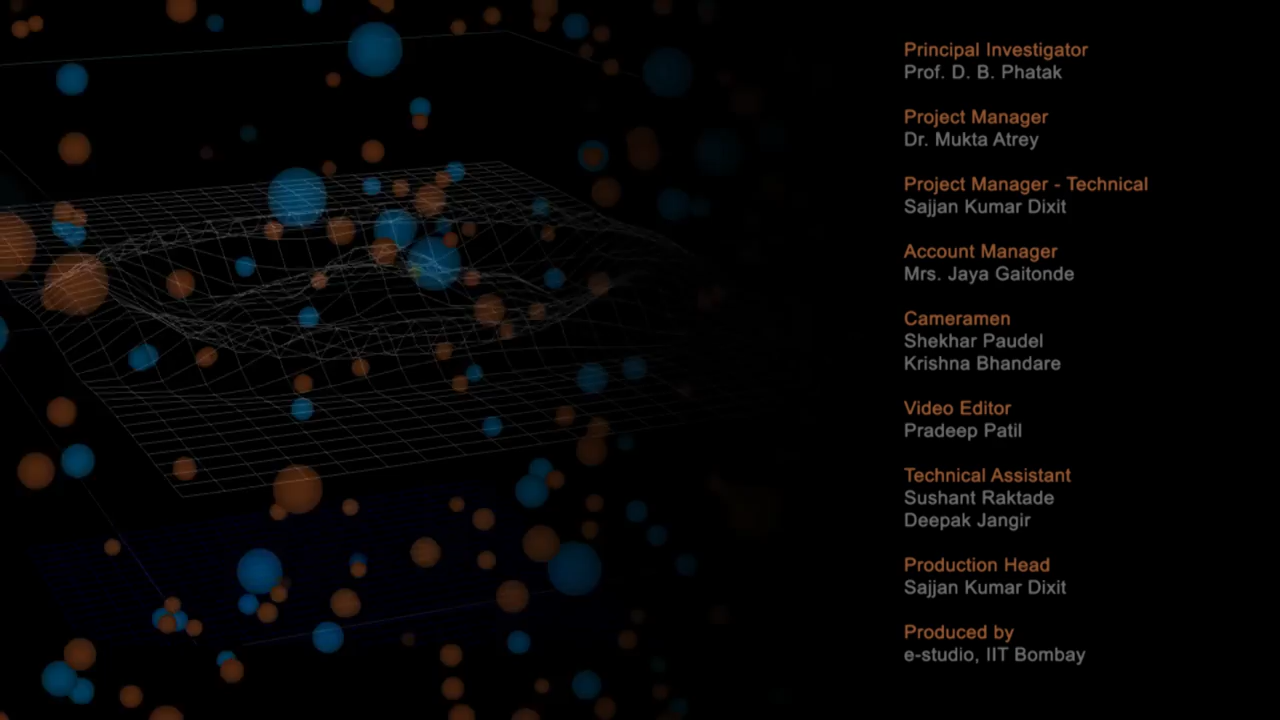 Principal Investigator
Prof. D. B. Phatak
Project Manager
Dr. Mukta Atrey
Project Manager - Technical
Sajjan Kumar Dixit
Account Manager
Mrs. Jaya Gaitonde
Cameramen
Shekhar Paudel
Krishna Bhandare
Video Editor
Pradeep Patil
Technical Assistant
Sushant Raktade
Deepak Jangir
Production Head
Sajjan Kumar Dixit
Produced by
e-studio, IIT Bombay